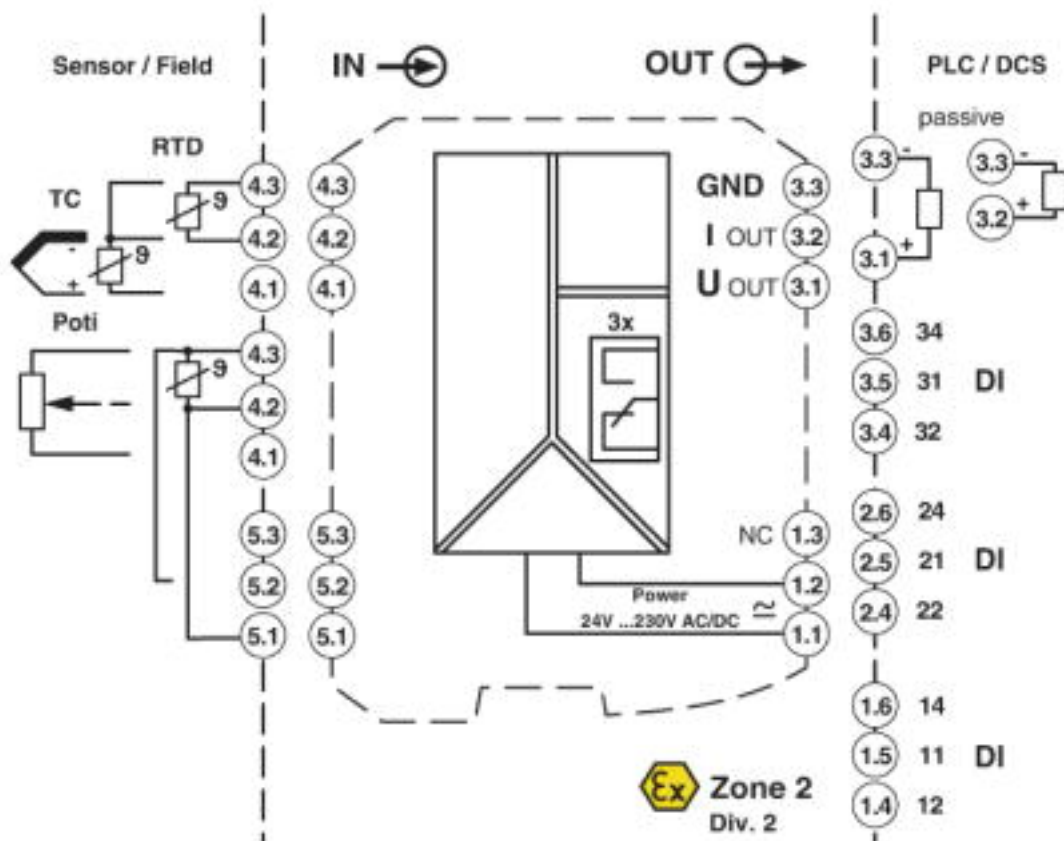 Sensor / Field
IN
OUT
PLC / DCS
passive
RTD
TC
ϑ
ϑ
-
+
4.3
4.2
4.1
4.3
4.2
4.1
GND 3.3
I OUT 3.2
U OUT 3.1
3.3 -
3.1 +
3.3 -
3.2 +
Poti
ϑ
4.3
4.2
4.1
5.3
5.2
5.1
5.3
5.2
5.1
3x
NC 1.3
1.2
Power
24V ...230V AC/DC
1.1
3.6 34
3.5 31 DI
3.4 32
2.6 24
2.5 21 DI
2.4 22
1.6 14
1.5 11 DI
1.4 12
Ex Zone 2
Div. 2